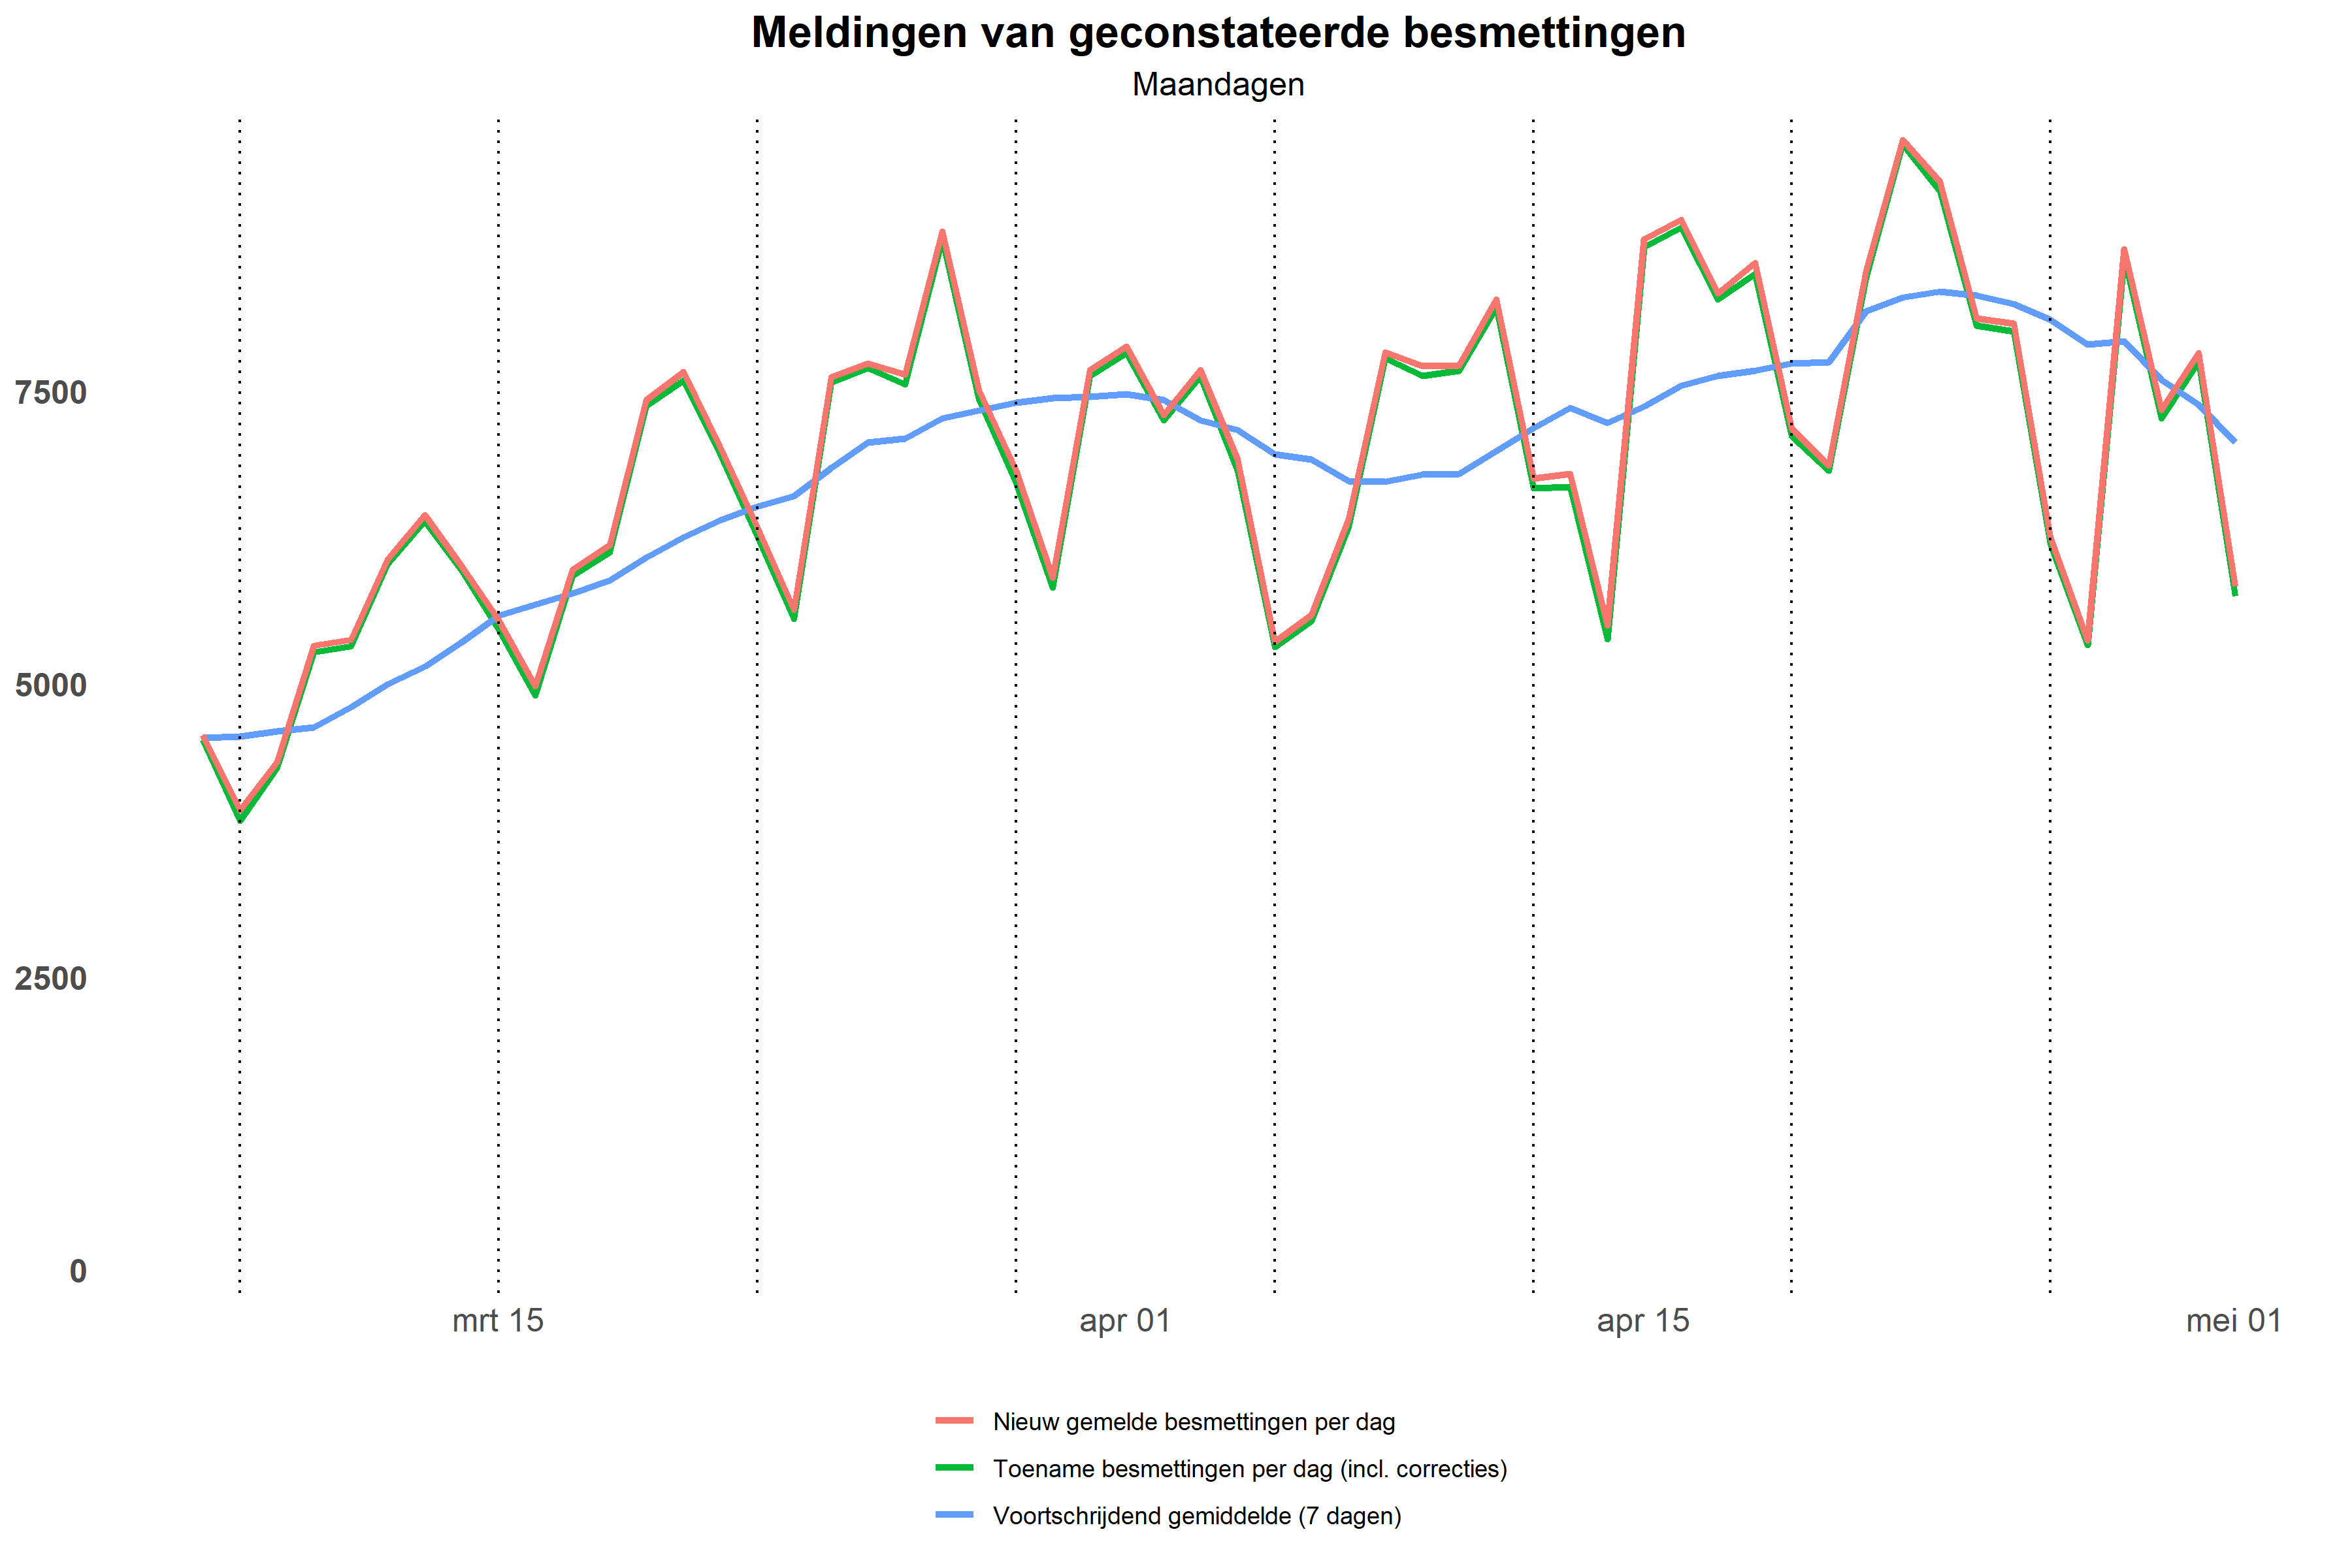 Meldingen van geconstateerde besmettingen
Maandagen
7500
5000
2500
0
mrt 15
apr 01
apr 15
mei 01
Nieuw gemelde besmettingen per dag
Toename besmettingen per dag (incl. correcties)
Voortschrijdend gemiddelde (7 dagen)